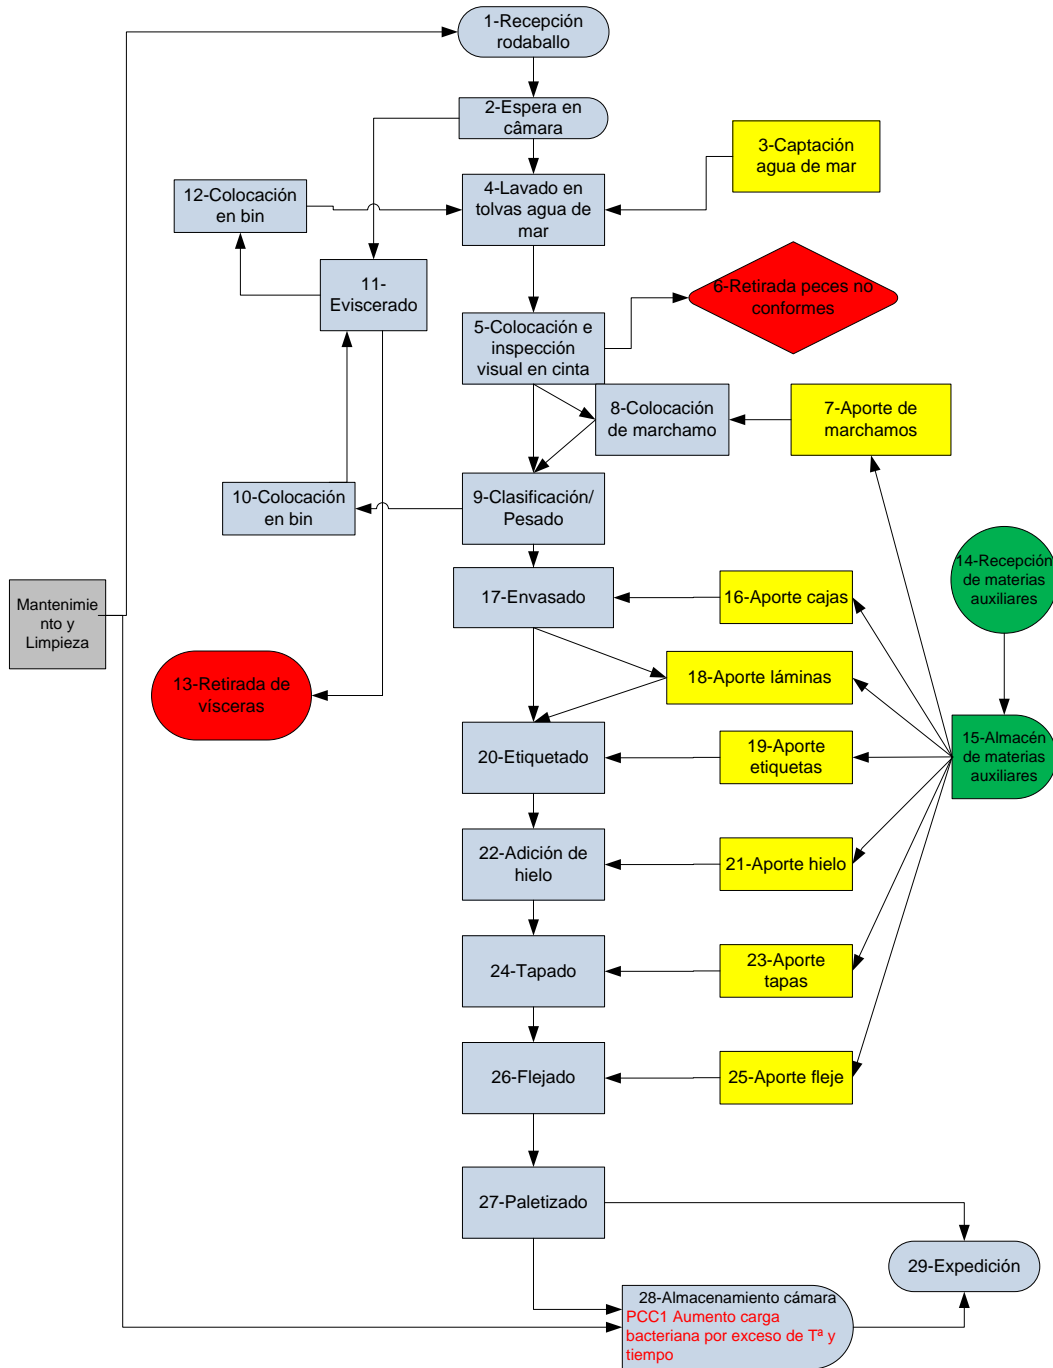 1-Recepción
rodaballo
2-Espera en
câmara
3-Captación
agua de mar
12-Colocación
en bin
4-Lavado en
tolvas agua de
mar
11-
Eviscerado
6-Retirada peces no
conformes
5-Colocación e
inspección
visual en cinta
8-Colocación
de marchamo
7-Aporte de
marchamos
10-Colocación
en bin
9-Clasificación/
Pesado
14-Recepción
de materias
auxiliares
Mantenimie
nto y
Limpieza
17-Envasado
16-Aporte cajas
13-Retirada de
vísceras
18-Aporte láminas
20-Etiquetado
19-Aporte
etiquetas
15-Almacén
de materias
auxiliares
22-Adición de
hielo
21-Aporte hielo
24-Tapado
23-Aporte
tapas
26-Flejado
25-Aporte fleje
27-Paletizado
29-Expedición
28-Almacenamiento cámara
PCC1 Aumento carga
bacteriana por exceso de Tª y
tiempo